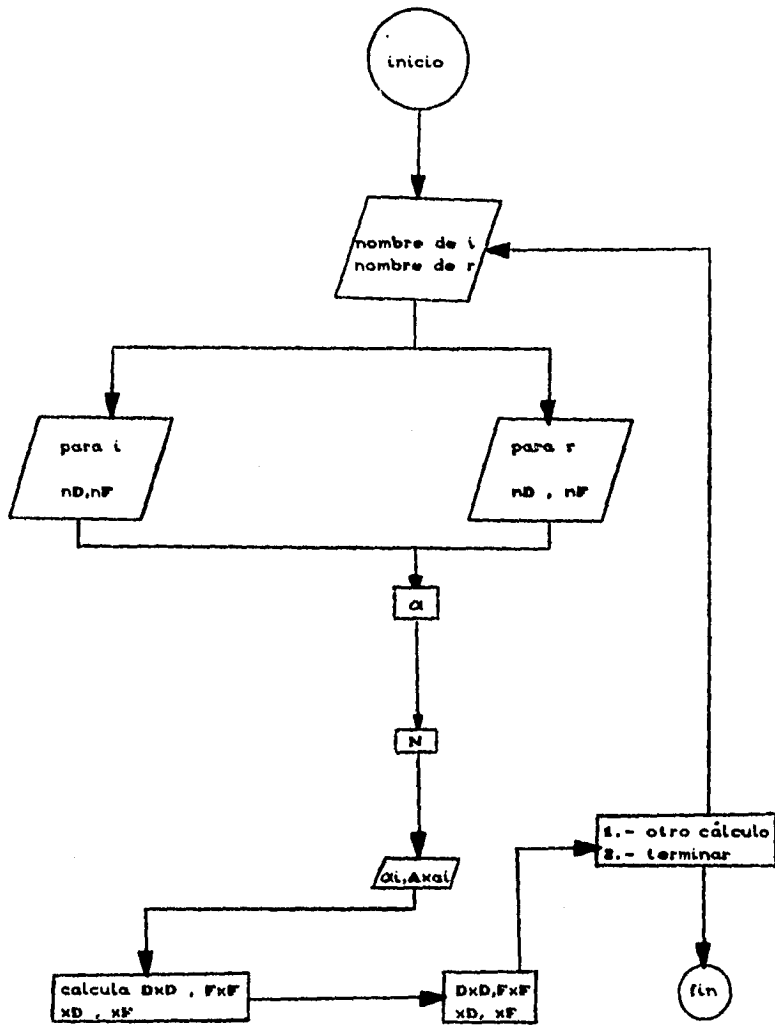 inicio
nombre de i
nombre de r
para i
nD,nF
para r
nD , nF
α
N
αi,Axαi
1.- otro cálculo
2.- terminar
calcula DxD , FxF
xD , xF
DxD,FxF
xD, xF
fin